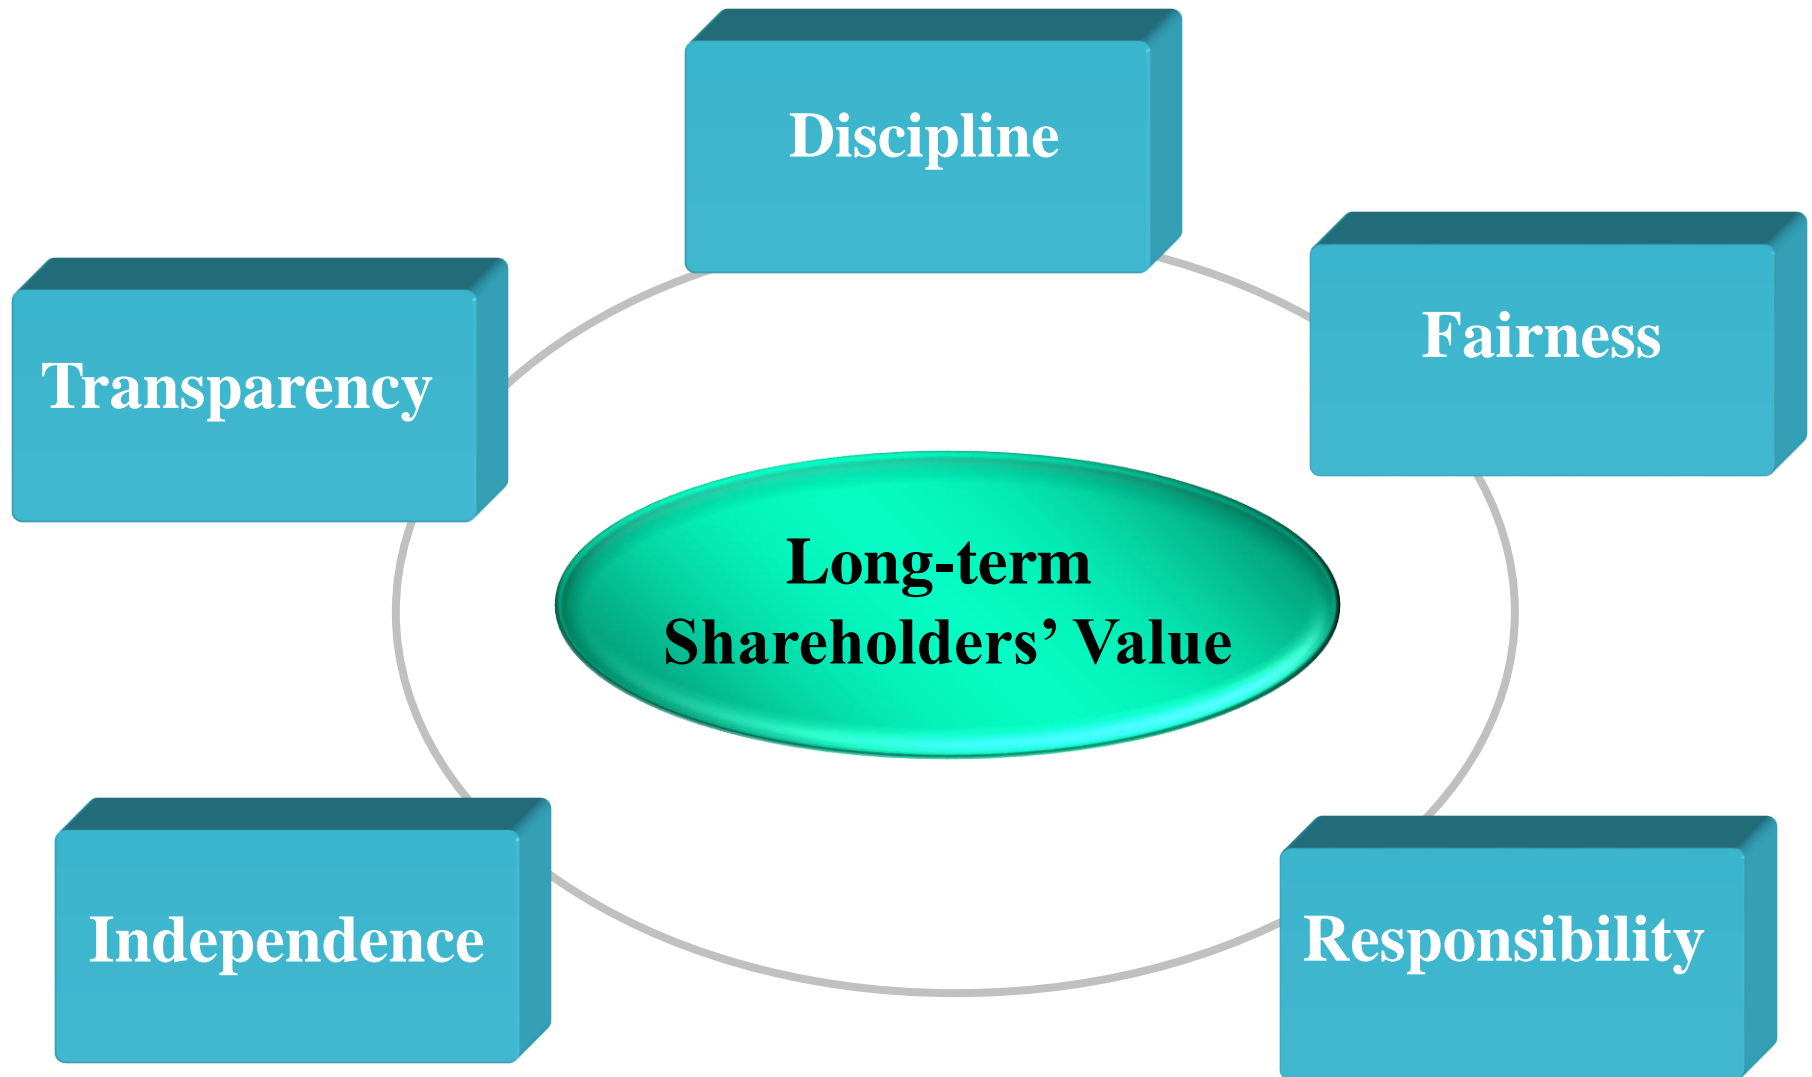 Discipline
Fairness
Transparency
Long-term
Shareholders’ Value
Independence
Responsibility